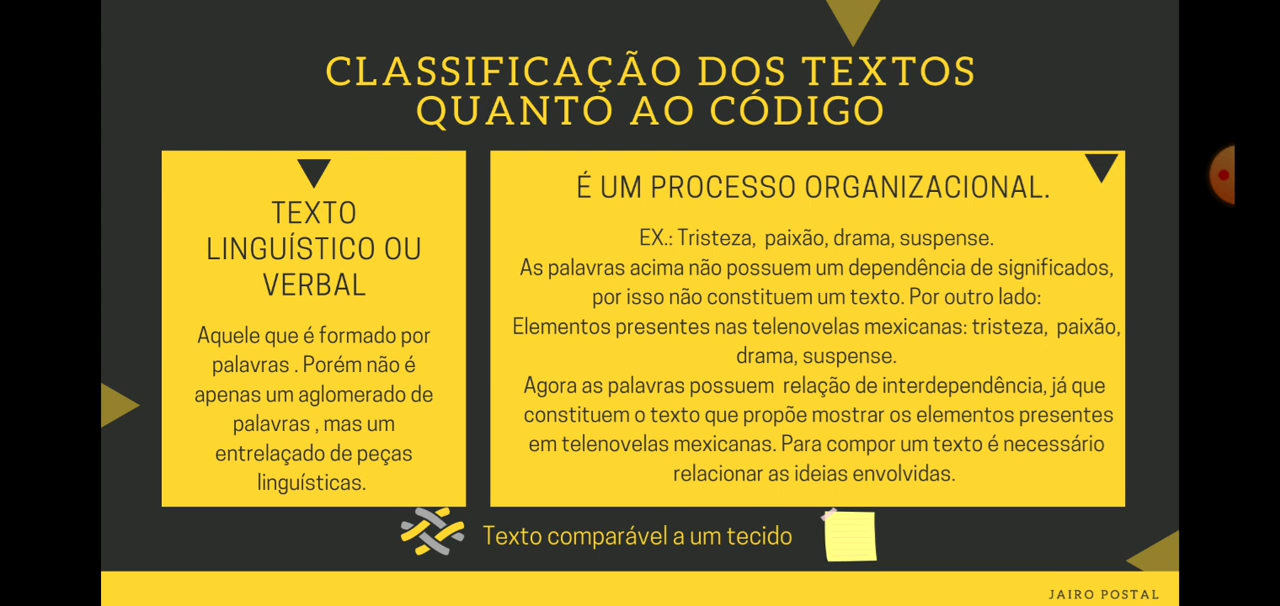 CLASSIFICAÇÃO DOS TEXTOS
QUANTO AO CÓDIGO
TEXTO
LINGUÍSTICO OU
VERBAL
Aquele que é formado por
palavras . Porém não é
apenas um aglomerado de
palavras , mas um
entrelaçado de peças
linguísticas.
É UM PROCESSO ORGANIZACIONAL.
EX.: Tristeza, paixão, drama, suspense.
As palavras acima não possuem um dependência de significados,
por isso não constituem um texto. Por outro lado:
Elementos presentes nas telenovelas mexicanas: tristeza, paixão,
drama, suspense.
Agora as palavras possuem relação de interdependência, já que
constituem o texto que propõe mostrar os elementos presentes
em telenovelas mexicanas. Para compor um texto é necessário
relacionar as ideias envolvidas.
Texto comparável a um tecido
JAIRO POSTAL